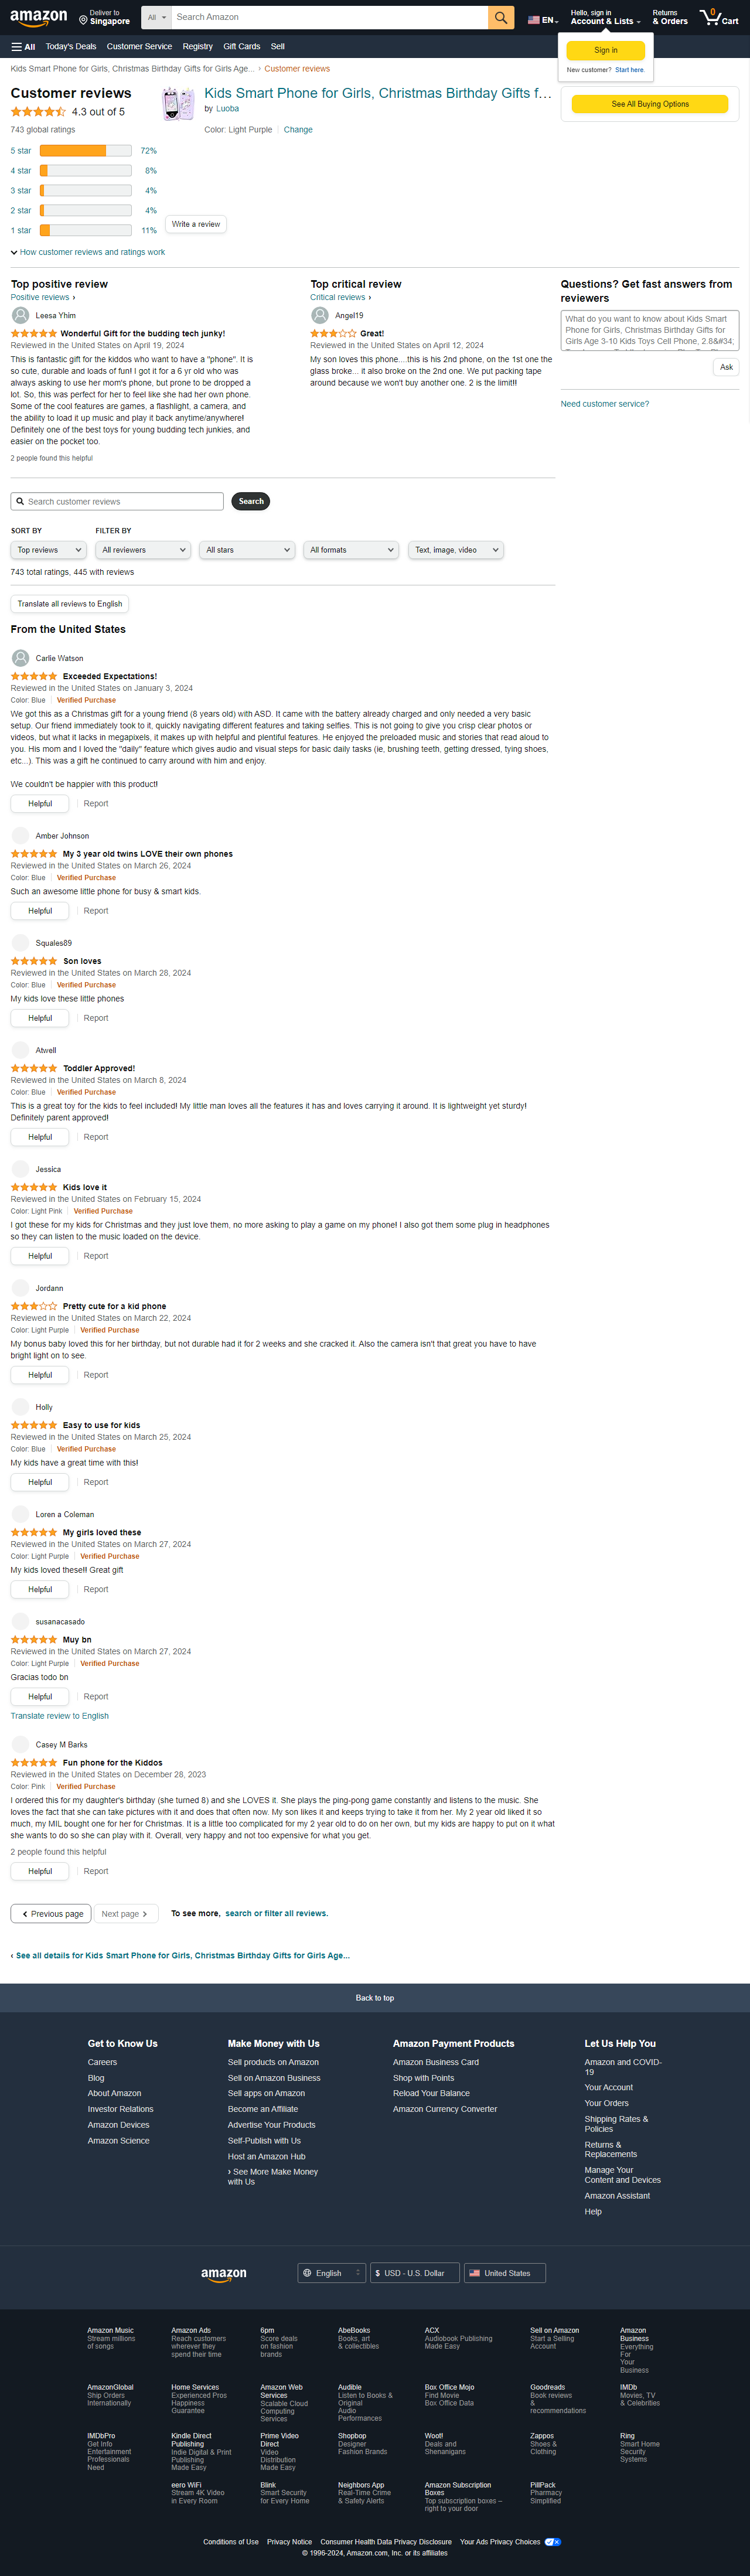 amazon
Deliver to
Singapore
All
Search Amazon
EN
Hello, sign in
Account & Lists
Returns
& Orders
0
Cart
All
Today's Deals
Customer Service
Registry
Gift Cards
Sell
Sign in
New customer? Start here.
Kids Smart Phone for Girls, Christmas Birthday Gifts for Girls Age... › Customer reviews
Customer reviews
4.3 out of 5
743 global ratings
5 star 72%
4 star 8%
3 star 4%
2 star 4%
1 star 11%
How customer reviews and ratings work
Kids Smart Phone for Girls, Christmas Birthday Gifts f…
by Luoba
Color: Light Purple | Change
Write a review
See All Buying Options
Top positive review
Positive reviews ›
Leesa Yhim
Wonderful Gift for the budding tech junky!
Reviewed in the United States on April 19, 2024
This is fantastic gift for the kiddos who want to have a "phone". It is
so cute, durable and loads of fun! I got it for a 6 yr old who was
always asking to use her mom's phone, but prone to be dropped a
lot. So, this was perfect for her to feel like she had her own phone.
Some of the cool features are games, a flashlight, a camera, and
the ability to load it up music and play it back anytime/anywhere!
Definitely one of the best toys for young budding tech junkies, and
easier on the pocket too.
2 people found this helpful
Top critical review
Critical reviews ›
Angel19
Great!
Reviewed in the United States on April 12, 2024
My son loves this phone....this is his 2nd phone, on the 1st one the
glass broke... it also broke on the 2nd one. We put packing tape
around because we won't buy another one. 2 is the limit!!
Questions? Get fast answers from
reviewers
What do you want to know about Kids Smart
Phone for Girls, Christmas Birthday Gifts for
Girls Age 3-10 Kids Toys Cell Phone, 2.8&#34;
Ask
Need customer service?
Search customer reviews
Search
SORT BY
FILTER BY
Top reviews
All reviewers
All stars
All formats
Text, image, video
743 total ratings, 445 with reviews
Translate all reviews to English
From the United States
Carlie Watson
Exceeded Expectations!
Reviewed in the United States on January 3, 2024
Color: Blue | Verified Purchase
We got this as a Christmas gift for a young friend (8 years old) with ASD. It came with the battery already charged and only needed a very basic
setup. Our friend immediately took to it, quickly navigating different features and taking selfies. This is not going to give you crisp clear photos or
videos, but what it lacks in megapixels, it makes up with helpful and plentiful features. He enjoyed the preloaded music and stories that read aloud to
you. His mom and I loved the "daily" feature which gives audio and visual steps for basic daily tasks (ie, brushing teeth, getting dressed, tying shoes,
etc...). This was a gift he continued to carry around with him and enjoy.
We couldn't be happier with this product!
Helpful | Report
Amber Johnson
My 3 year old twins LOVE their own phones
Reviewed in the United States on March 26, 2024
Color: Blue | Verified Purchase
Such an awesome little phone for busy & smart kids.
Helpful | Report
Squales89
Son loves
Reviewed in the United States on March 28, 2024
Color: Blue | Verified Purchase
My kids love these little phones
Helpful | Report
Atwell
Toddler Approved!
Reviewed in the United States on March 8, 2024
Color: Blue | Verified Purchase
This is a great toy for the kids to feel included! My little man loves all the features it has and loves carrying it around. It is lightweight yet sturdy!
Definitely parent approved!
Helpful | Report
Jessica
Kids love it
Reviewed in the United States on February 15, 2024
Color: Light Pink | Verified Purchase
I got these for my kids for Christmas and they just love them, no more asking to play a game on my phone! I also got them some plug in headphones
so they can listen to the music loaded on the device.
Helpful | Report
Jordann
Pretty cute for a kid phone
Reviewed in the United States on March 22, 2024
Color: Light Purple | Verified Purchase
My bonus baby loved this for her birthday, but not durable had it for 2 weeks and she cracked it. Also the camera isn't that great you have to have
bright light on to see.
Helpful | Report
Holly
Easy to use for kids
Reviewed in the United States on March 25, 2024
Color: Blue | Verified Purchase
My kids have a great time with this!
Helpful | Report
Loren a Coleman
My girls loved these
Reviewed in the United States on March 27, 2024
Color: Light Purple | Verified Purchase
My kids loved these!! Great gift
Helpful | Report
susanacasado
Muy bn
Reviewed in the United States on March 27, 2024
Color: Light Purple | Verified Purchase
Gracias todo bn
Helpful | Report
Translate review to English
Casey M Barks
Fun phone for the Kiddos
Reviewed in the United States on December 28, 2023
Color: Pink | Verified Purchase
I ordered this for my daughter's birthday (she turned 8) and she LOVES it. She plays the ping-pong game constantly and listens to the music. She
loves the fact that she can take pictures with it and does that often now. My son likes it and keeps trying to take it from her. My 2 year old liked it so
much, my MIL bought one for her for Christmas. It is a little too complicated for my 2 year old to do on her own, but my kids are happy to put on it what
she wants to do so she can play with it. Overall, very happy and not too expensive for what you get.
2 people found this helpful
Helpful | Report
Previous page
Next page
To see more, search or filter all reviews.
‹ See all details for Kids Smart Phone for Girls, Christmas Birthday Gifts for Girls Age...
Back to top
Get to Know Us
Careers
Blog
About Amazon
Investor Relations
Amazon Devices
Amazon Science
Make Money with Us
Sell products on Amazon
Sell on Amazon Business
Sell apps on Amazon
Become an Affiliate
Advertise Your Products
Self-Publish with Us
Host an Amazon Hub
› See More Make Money
with Us
Amazon Payment Products
Amazon Business Card
Shop with Points
Reload Your Balance
Amazon Currency Converter
Let Us Help You
Amazon and COVID-
19
Your Account
Your Orders
Shipping Rates &
Policies
Returns &
Replacements
Manage Your
Content and Devices
Amazon Assistant
Help
amazon
English
$ USD - U.S. Dollar
United States
Amazon Music
Stream millions
of songs
Amazon Ads
Reach customers
wherever they
spend their time
6pm
Score deals
on fashion
brands
AbeBooks
Books, art
& collectibles
ACX
Audiobook Publishing
Made Easy
Sell on Amazon
Start a Selling
Account
Amazon
Business
Everything
For
Your
Business
AmazonGlobal
Ship Orders
Internationally
Home Services
Experienced Pros
Happiness
Guarantee
Amazon Web
Services
Scalable Cloud
Computing
Services
Audible
Listen to Books &
Original
Audio
Performances
Box Office Mojo
Find Movie
Box Office Data
Goodreads
Book reviews
&
recommendations
IMDb
Movies, TV
& Celebrities
IMDbPro
Get Info
Entertainment
Professionals
Need
Kindle Direct
Publishing
Indie Digital & Print
Publishing
Made Easy
Prime Video
Direct
Video
Distribution
Made Easy
Shopbop
Designer
Fashion Brands
Woot!
Deals and
Shenanigans
Zappos
Shoes &
Clothing
Ring
Smart Home
Security
Systems
eero WiFi
Stream 4K Video
in Every Room
Blink
Smart Security
for Every Home
Neighbors App
Real-Time Crime
& Safety Alerts
Amazon Subscription
Boxes
Top subscription boxes –
right to your door
PillPack
Pharmacy
Simplified
Conditions of Use
Privacy Notice
Consumer Health Data Privacy Disclosure
Your Ads Privacy Choices
© 1996-2024, Amazon.com, Inc. or its affiliates